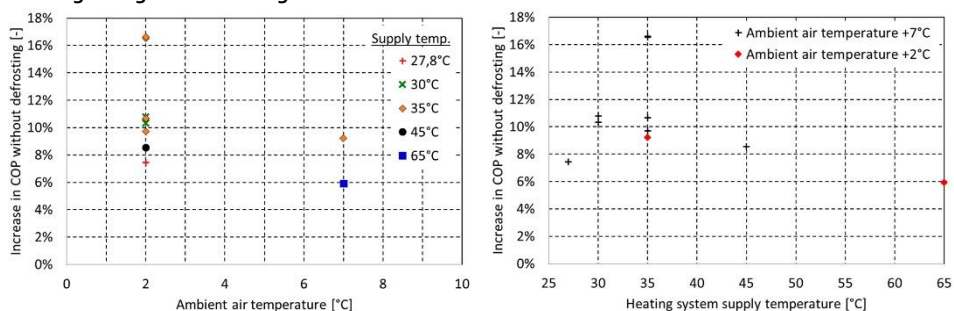 Increase in COP without defrosting [-]
18%
16%
14%
12%
10%
8%
6%
4%
2%
0%
0
2
4
6
8
10
Ambient air temperature [°C]
Supply temp.
27,8°C
30°C
35°C
45°C
65°C
Increase in COP without defrosting [-]
18%
16%
14%
12%
10%
8%
6%
4%
2%
0%
25
30
35
40
45
50
55
60
65
Heating system supply temperature [°C]
Ambient air temperature +7°C
Ambient air temperature +2°C